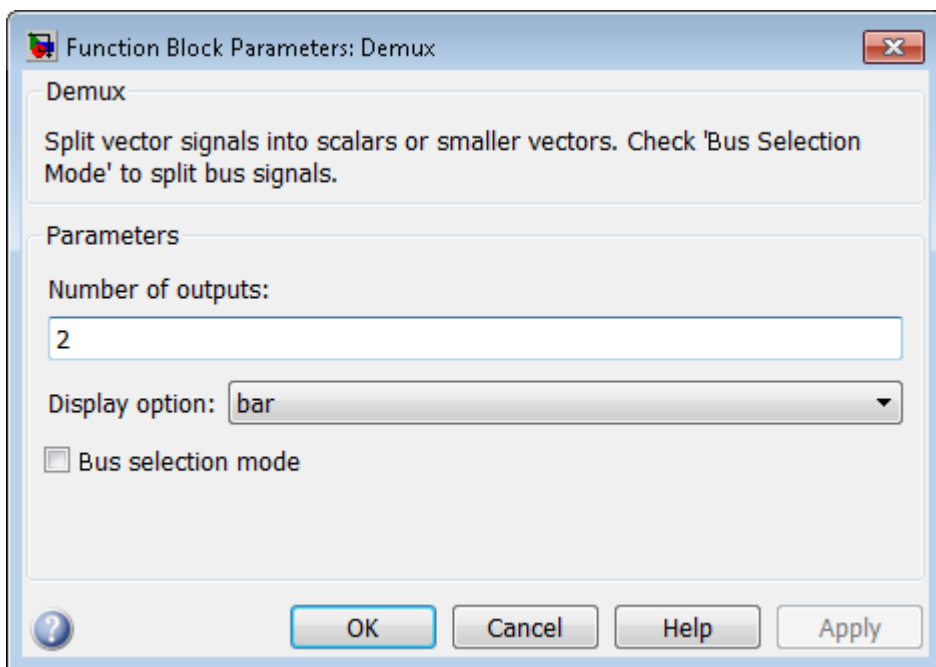 Function Block Parameters: Demux
Demux
Split vector signals into scalars or smaller vectors. Check 'Bus Selection
Mode' to split bus signals.
Parameters
Number of outputs:
2
Display option: bar
Bus selection mode
? OK Cancel Help Apply